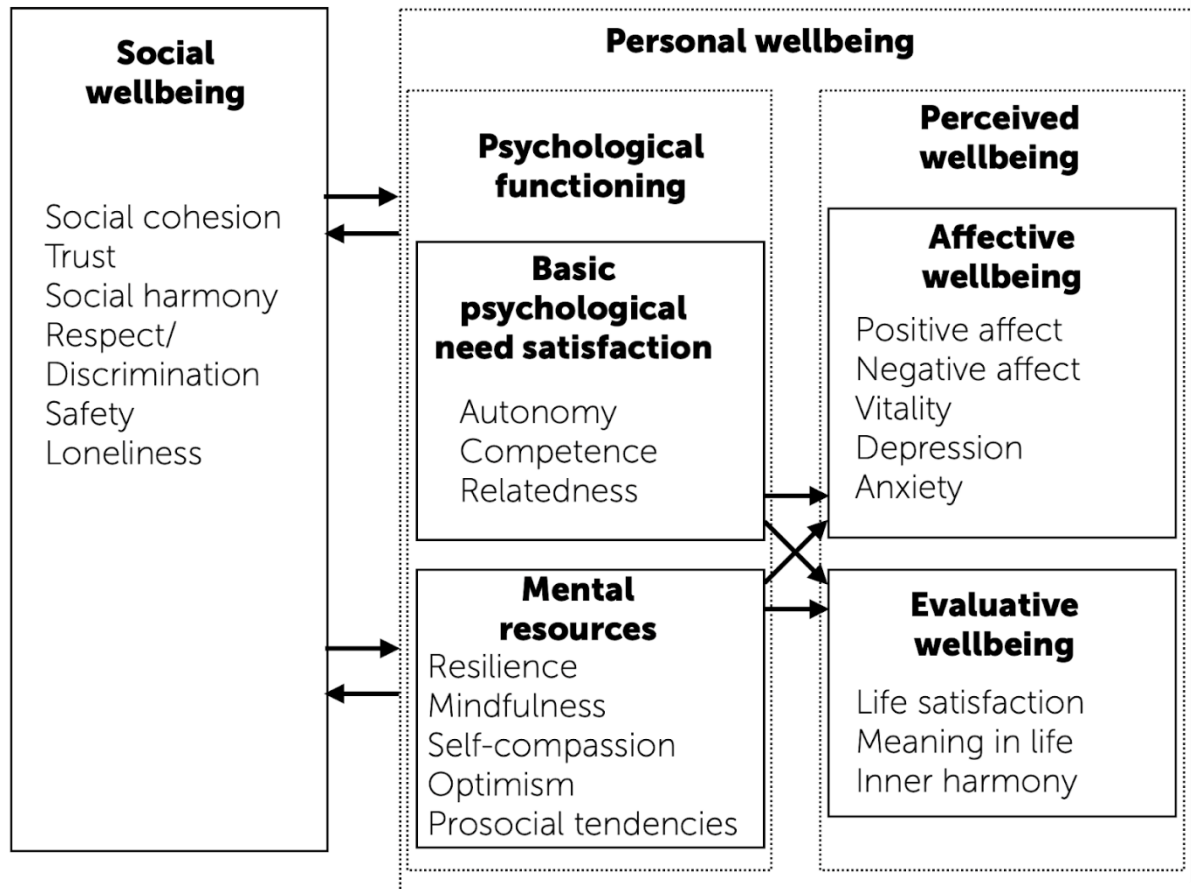 Social
wellbeing
Social cohesion
Trust
Social harmony
Respect/
Discrimination
Safety
Loneliness
Personal wellbeing
Psychological
functioning
Basic
psychological
need satisfaction
Autonomy
Competence
Relatedness
Mental
resources
Resilience
Mindfulness
Self-compassion
Optimism
Prosocial tendencies
Perceived
wellbeing
Affective
wellbeing
Positive affect
Negative affect
Vitality
Depression
Anxiety
Evaluative
wellbeing
Life satisfaction
Meaning in life
Inner harmony